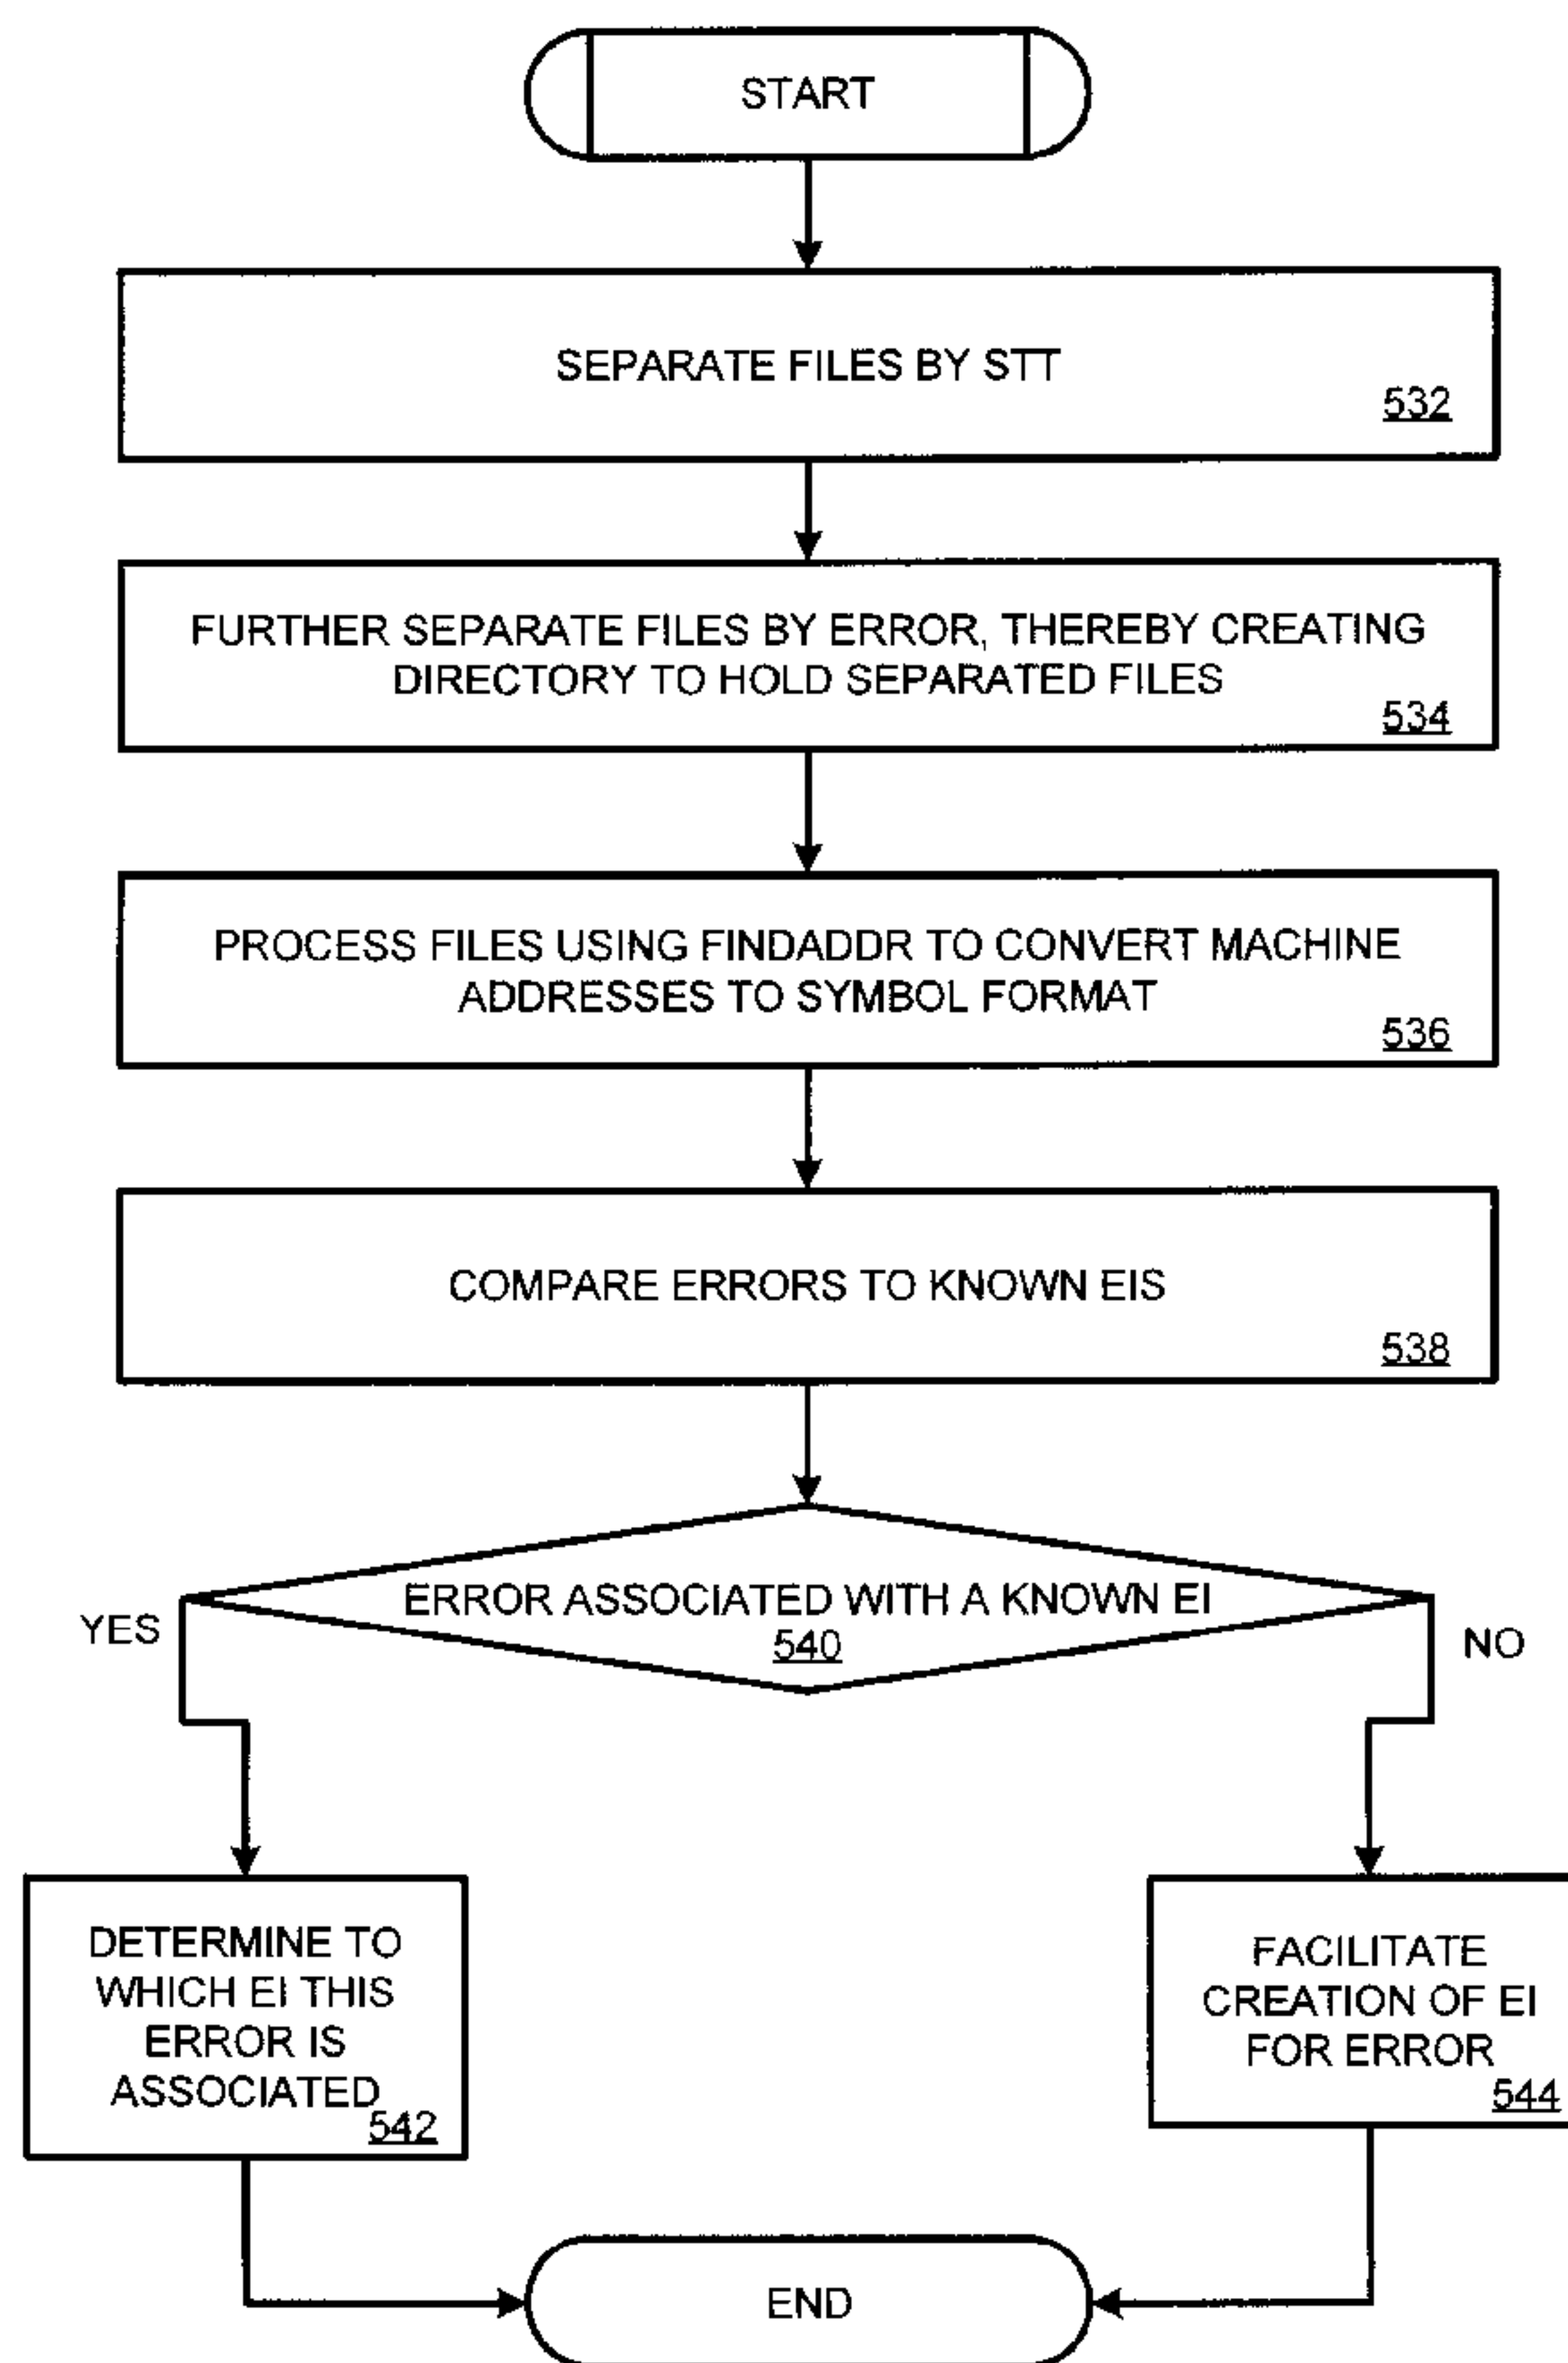 START
SEPARATE FILES BY STT
532
FURTHER SEPARATE FILES BY ERROR, THEREBY CREATING
DIRECTORY TO HOLD SEPARATED FILES
534
PROCESS FILES USING FINDADDR TO CONVERT MACHINE
ADDRESSES TO SYMBOL FORMAT
536
COMPARE ERRORS TO KNOWN EIS
538
ERROR ASSOCIATED WITH A KNOWN EI
540
YES
NO
DETERMINE TO
WHICH EI THIS
ERROR IS
ASSOCIATED
542
FACILITATE
CREATION OF EI
FOR ERROR
544
END